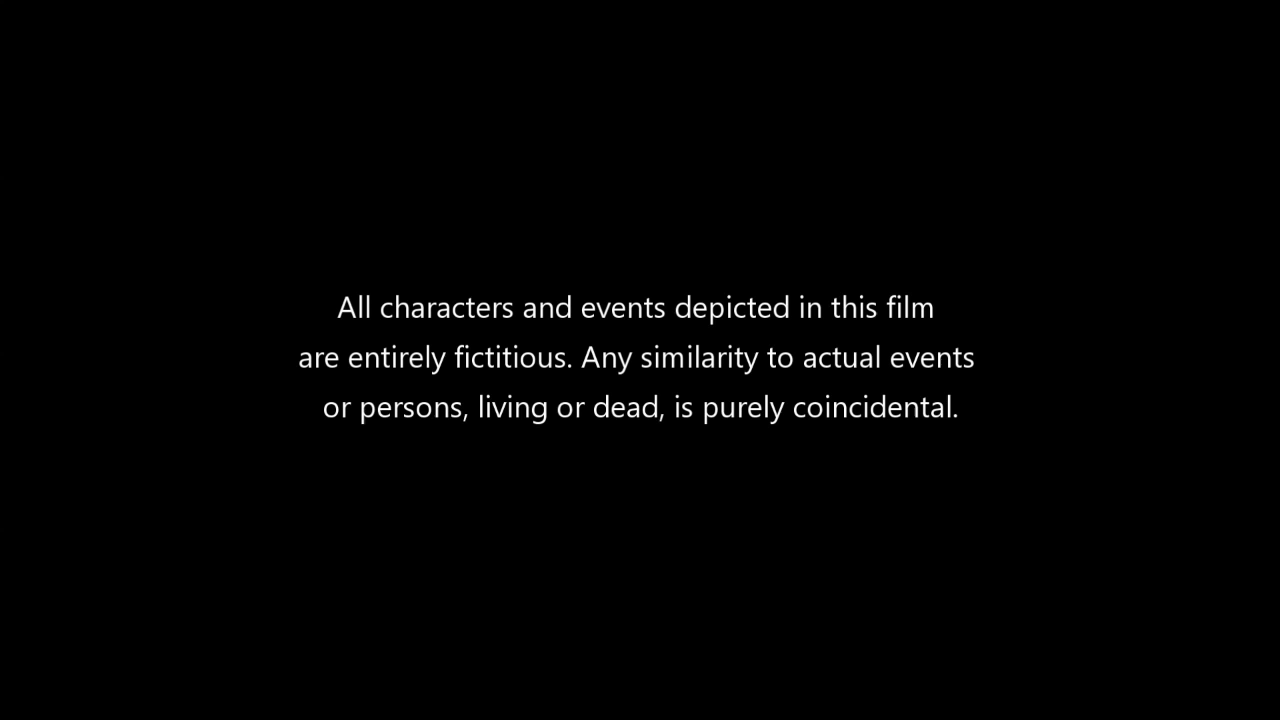 All characters and events depicted in this film
are entirely fictitious. Any similarity to actual events
or persons, living or dead, is purely coincidental.